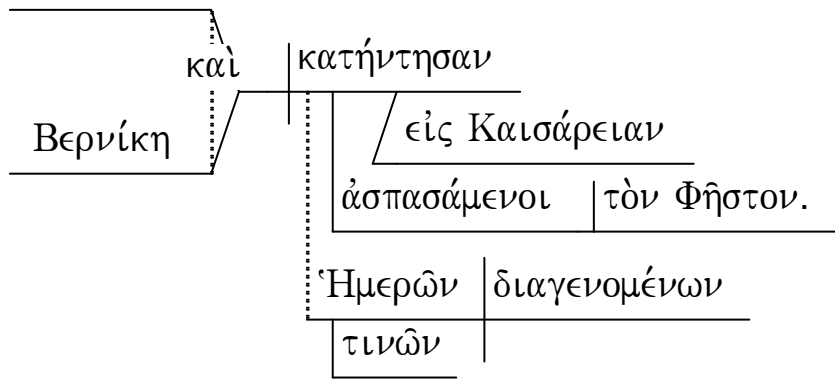 καὶ κατήντησαν
Βερνίκη εἰς Καισάρειαν
ἀσπασάμενοι τὸν Φῆστον.
Ἡμερῶν διαγενομένων
τινῶν